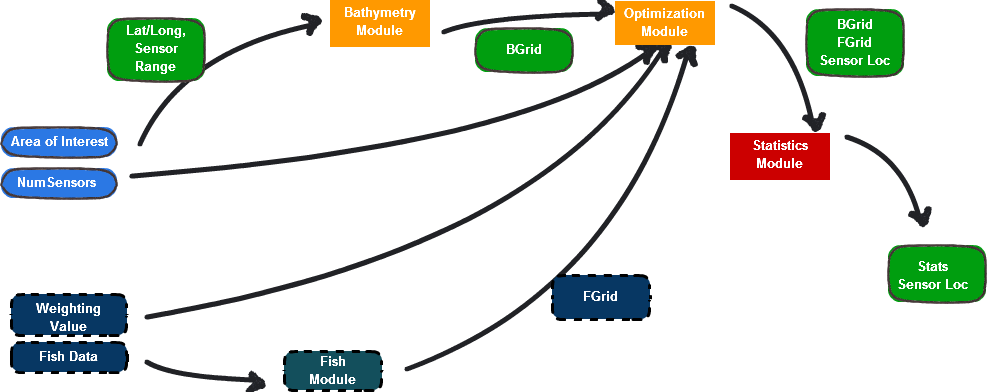 Lat/Long,
Sensor
Range
Bathymetry
Module
BGrid
Optimization
Module
BGrid
FGrid
Sensor Loc
Area of Interest
NumSensors
Statistics
Module
Stats
Sensor Loc
Weighting
Value
Fish Data
Fish
Module
FGrid